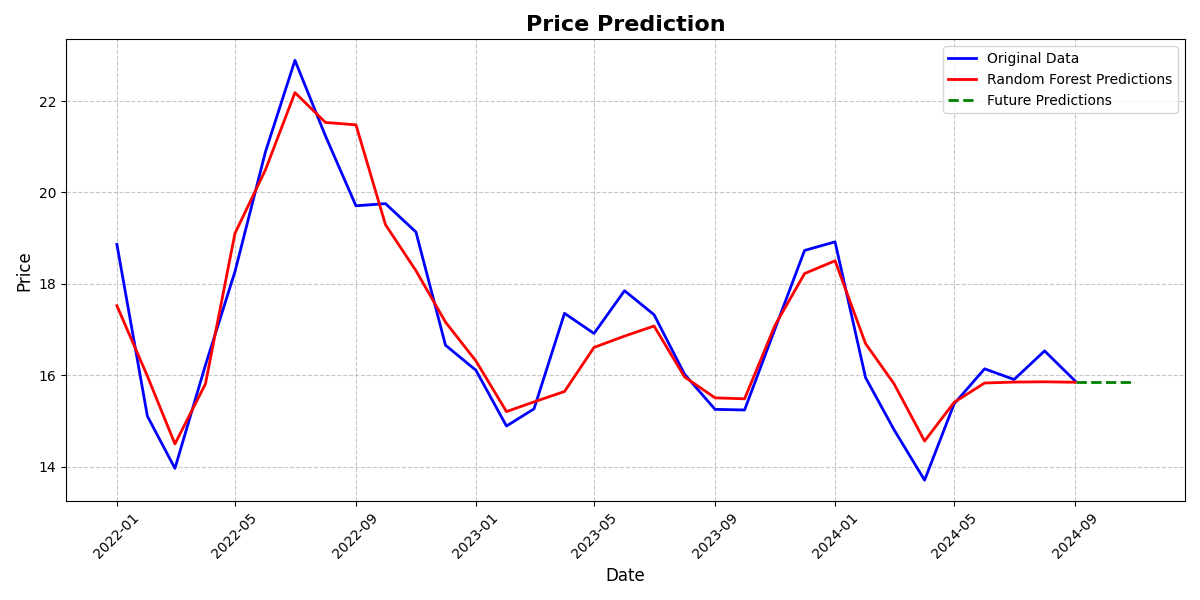 Price Prediction
Original Data
Random Forest Predictions
Future Predictions
Price
22
20
18
16
14
2022-01
2022-05
2022-09
2023-01
2023-05
2023-09
2024-01
2024-05
2024-09
Date